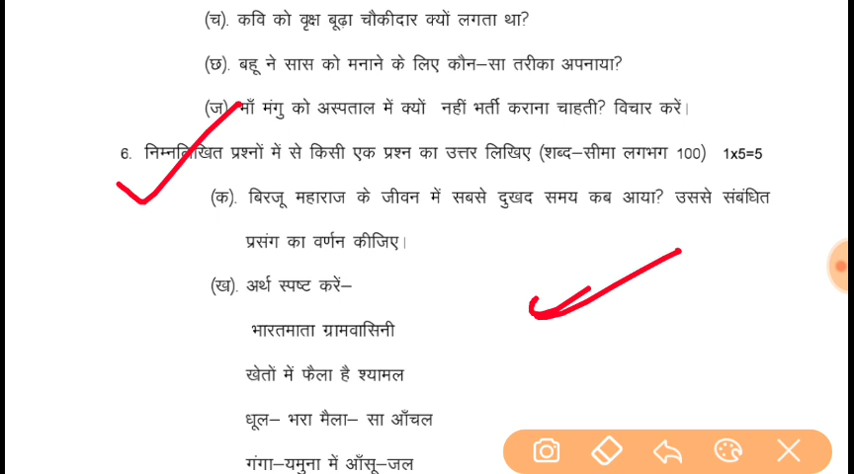 (च). कवि को वृक्ष बूढ़ा चौकीदार क्यों लगता था?
(छ). बहू ने सास को मनाने के लिए कौन–सा तरीका अपनाया?
(ज). माँ मंगु को अस्पताल में क्यों नहीं भर्ती कराना चाहती? विचार करें।
6. निम्नलिखित प्रश्नों में से किसी एक प्रश्न का उत्तर लिखिए (शब्द–सीमा लगभग 100) 1x5=5
(क). बिरजू महाराज के जीवन में सबसे दुखद समय कब आया? उससे संबंधित
प्रसंग का वर्णन कीजिए।
(ख). अर्थ स्पष्ट करें–
भारतमाता ग्रामवासिनी
खेतों में फैला है श्यामल
धूल– भरा मैला– सा आँचल
गंगा–यमुना में आँसू–जल